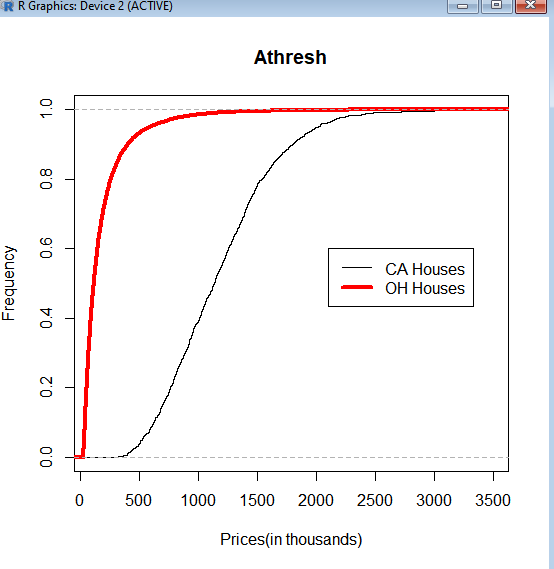 R Graphics: Device 2 (ACTIVE)
Athresh
Frequency
1.0
0.8
0.6
0.4
0.2
0.0
CA Houses
OH Houses
0 500 1000 1500 2000 2500 3000 3500
Prices(in thousands)